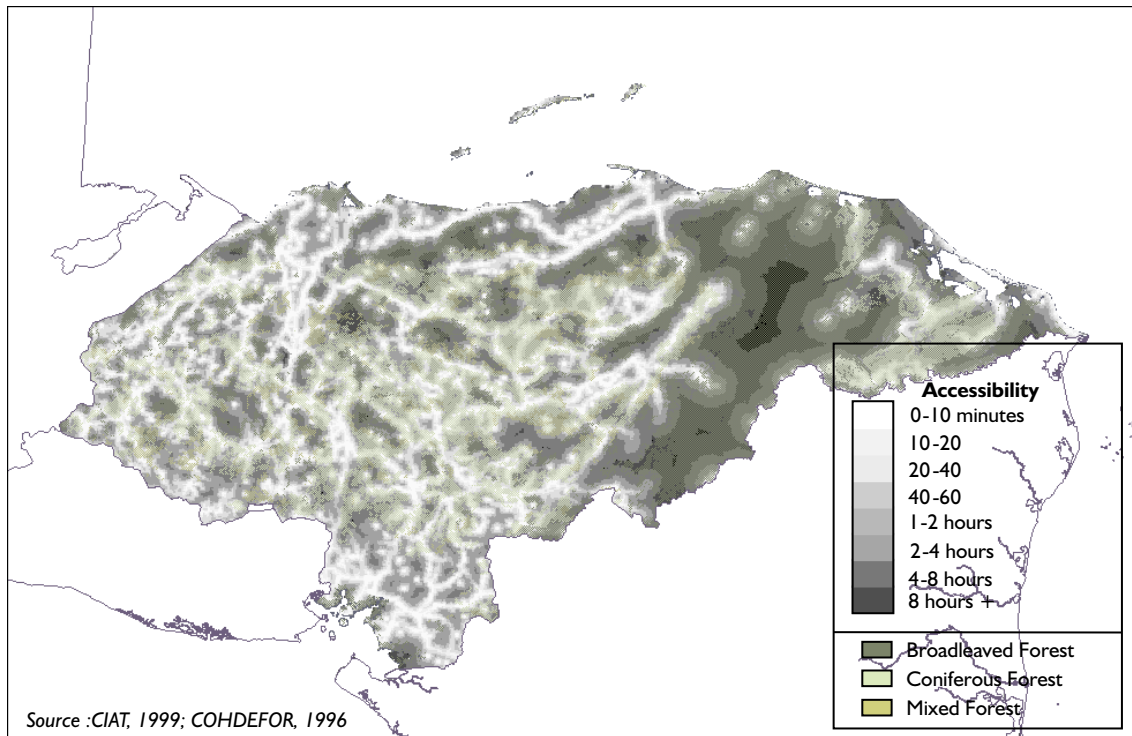 Accessibility
0-10 minutes
10-20
20-40
40-60
1-2 hours
2-4 hours
4-8 hours
8 hours +
Broadleaved Forest
Coniferous Forest
Mixed Forest
Source :CIAT, 1999; COHDEFOR, 1996